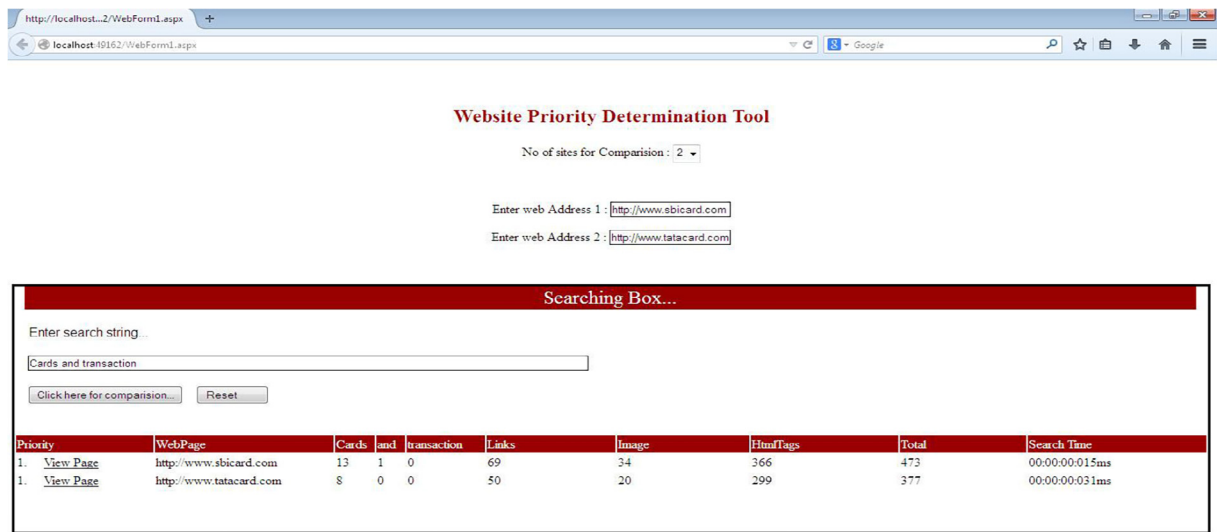 http://localhost...2/WebForm1.aspx +
localhost:49162/WebForm1.aspx 8 Google
Website Priority Determination Tool
No of sites for Comparision : 2
Enter web Address 1 : http://www.sbicard.com
Enter web Address 2 : http://www.tatacard.com
Searching Box...
Enter search string...
Cards and transaction
Click here for comparision... Reset
Priority WebPage Cards and transaction Links Image HtmlTags Total Search Time
1. View Page http://www.sbicard.com 13 1 0 69 34 366 473 00:00:00:015ms
1. View Page http://www.tatacard.com 8 0 0 50 20 299 377 00:00:00:031ms